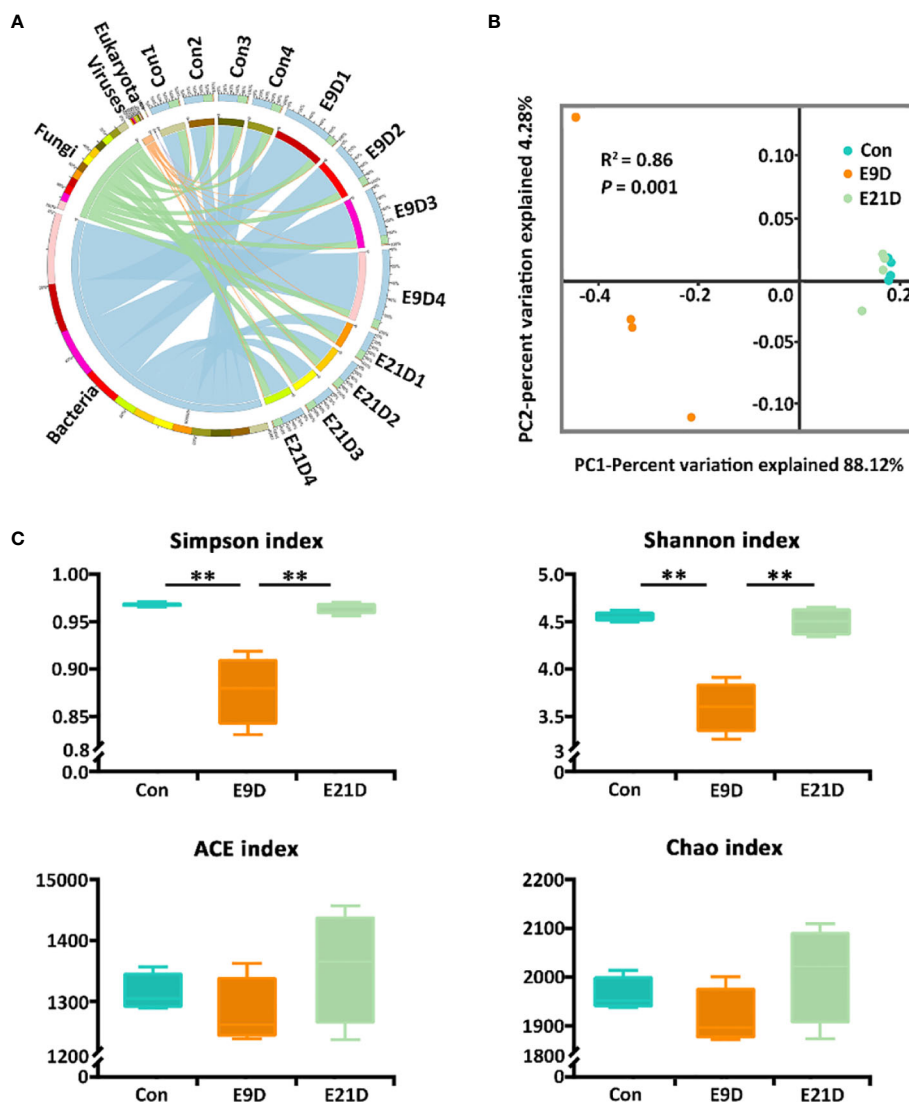 A
Eukaryota
Viruses
Fungi
Bacteria
Con1
Con2
Con3
Con4
E9D1
E9D2
E9D3
E9D4
E21D1
E21D2
E21D3
E21D4
B
PC2-percent variation explained 4.28%
R² = 0.86
P = 0.001
Con
E9D
E21D
0.10
0.05
-0.4
-0.2
0.0
0.2
-0.05
-0.10
PC1-Percent variation explained 88.12%
C
Simpson index
1.00
0.95
0.90
0.85
0.8
0.0
** **
Con E9D E21D
Shannon index
5.0
4.5
4.0
3.5
3
0
** **
Con E9D E21D
ACE index
15000
1400
1300
1200
0
Con E9D E21D
Chao index
2200
2100
2000
1900
1800
0
Con E9D E21D